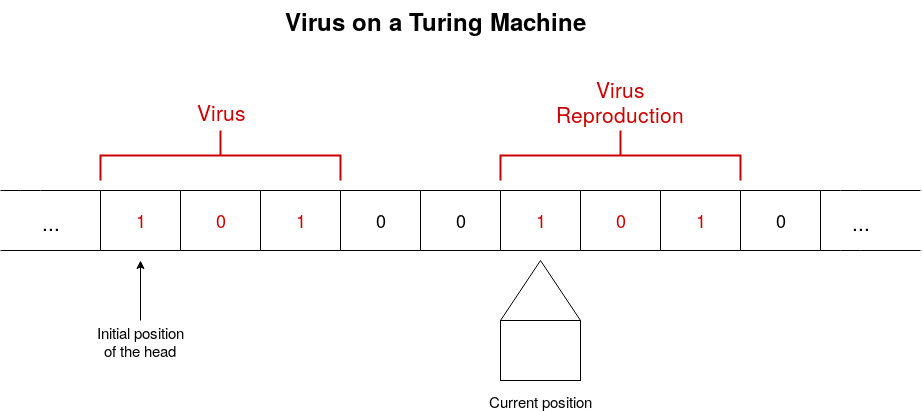 Virus on a Turing Machine
Virus
Virus
Reproduction
... 1 0 1 0 0 1 0 1 0 ...
Initial position
of the head
Current position